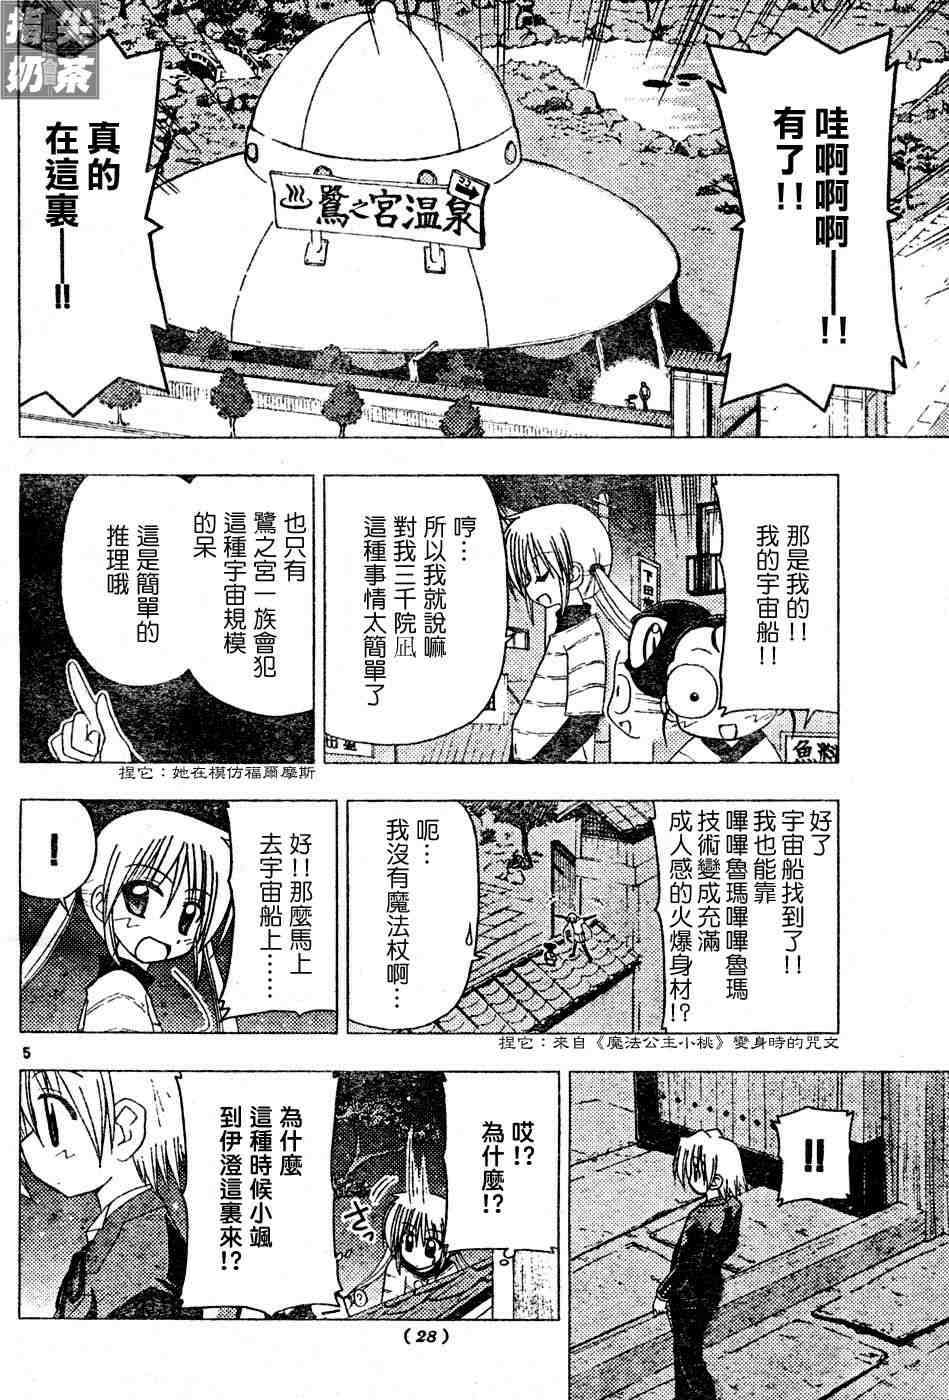 指尖
奶茶
哇啊啊啊——!!
有了!!
真的
在這裏——!!
鷺之宮温泉
那是我的!!
我的宇宙船!!
下田
魚料
哼…
所以我就說嘛
對我三千院凪
這種事情太簡單了
也只有
鷺之宮一族會犯
這種宇宙規模
的呆
這是簡單的
推理哦
捏它：她在模仿福爾摩斯
好了
宇宙船找到了!!
我也能靠
嗶嗶魯瑪嗶嗶魯瑪
技術變成充滿
成人感的火爆身材!?
呃…
我沒有魔法杖啊…
捏它：來自《魔法公主小桃》變身時的咒文
好!!那麼馬上
去宇宙船上……
!
5
!!
哎!?
為什麼!?
為什麼
這種時候小颯
到伊澄這裏來!?
さっ
(28)